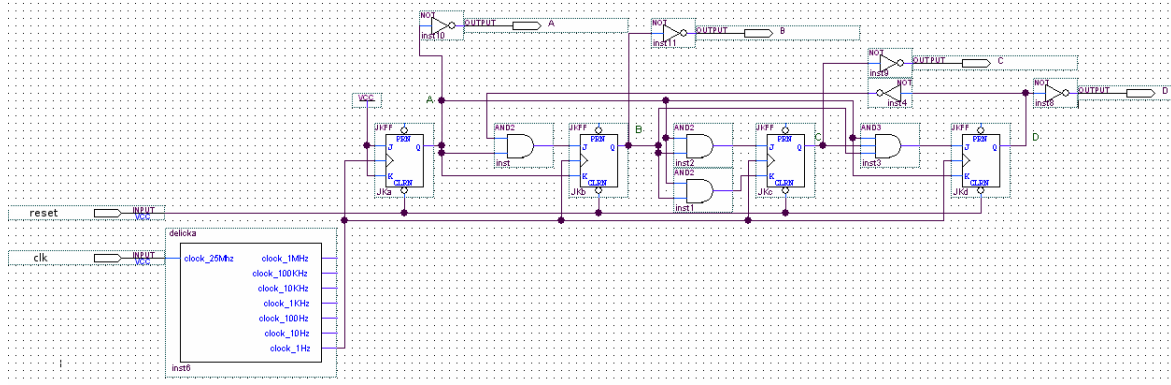 NOT
inst10
OUTPUT
A
NOT
inst11
OUTPUT
B
NOT
inst9
OUTPUT
C
NOT
inst4
NOT
inst8
OUTPUT
D
VCC
A
B
C
D
JKFF
PRN
J
Q
K
CLRN
JKa
AND2
inst
JKFF
PRN
J
Q
K
CLRN
JKb
AND2
inst2
AND2
inst1
JKFF
PRN
J
Q
K
CLRN
JKc
AND3
inst3
JKFF
PRN
J
Q
K
CLRN
JKd
reset
INPUT
VCC
clk
INPUT
VCC
delicka
clock_25Mhz
clock_1MHz
clock_100KHz
clock_10KHz
clock_1KHz
clock_100Hz
clock_10Hz
clock_1Hz
inst6